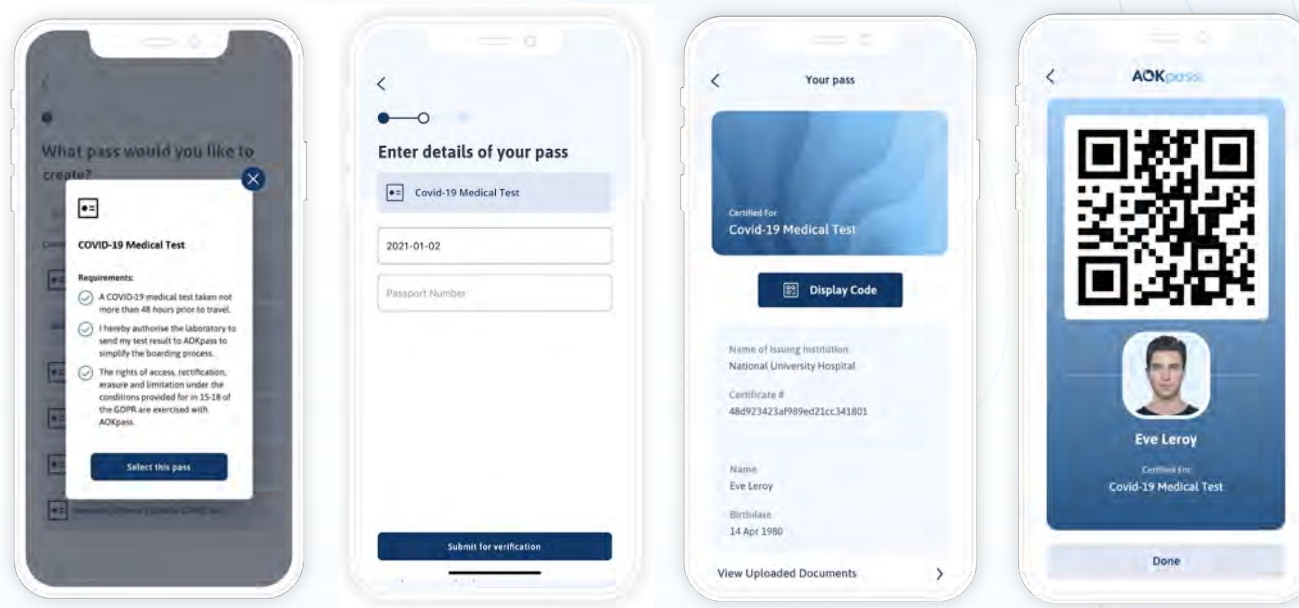 What pass would you like to
create?
COVID-19 Medical Test
Requirements:
A COVID-19 medical test taken not
more than 48 hours prior to travel.
I hereby authorise the laboratory to
send my test result to AOKpass to
simplify the boarding process.
The rights of access, rectification,
erasure and limitation under the
conditions provided for in 15-18 of
the GDPR are exercised with
AOKpass.
Select this pass
Enter details of your pass
Covid-19 Medical Test
2021-01-02
Passport Number
Submit for verification
Your pass
Certified For
Covid-19 Medical Test
Display Code
Name of Issuing Institution
National University Hospital
Certificate #
48d923423af989ed21cc341801
Name
Eve Leroy
Birthdate
14 Apr 1980
View Uploaded Documents
AOKpass
Eve Leroy
Certified For
Covid-19 Medical Test
Done